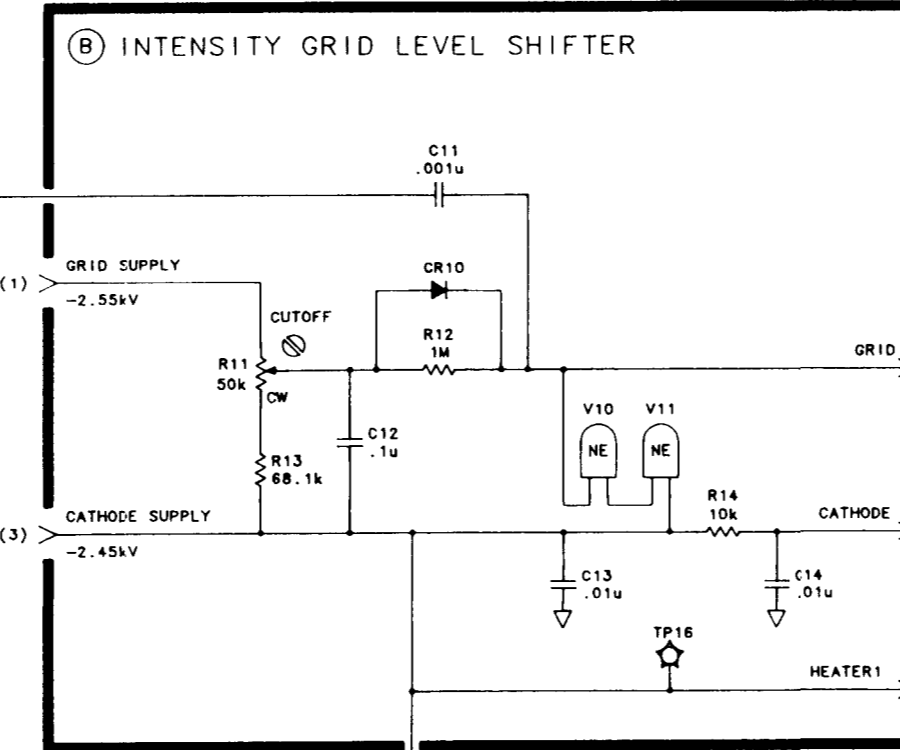 B INTENSITY GRID LEVEL SHIFTER
C11
.001u
(1)
GRID SUPPLY
-2.55kV
CR10
CUTOFF
R12
1M
R11
50k
CW
GRID
V10
V11
NE
NE
C12
.1u
R13
68.1k
R14
10k
(3)
CATHODE SUPPLY
-2.45kV
CATHODE
C13
.01u
C14
.01u
TP16
HEATER1